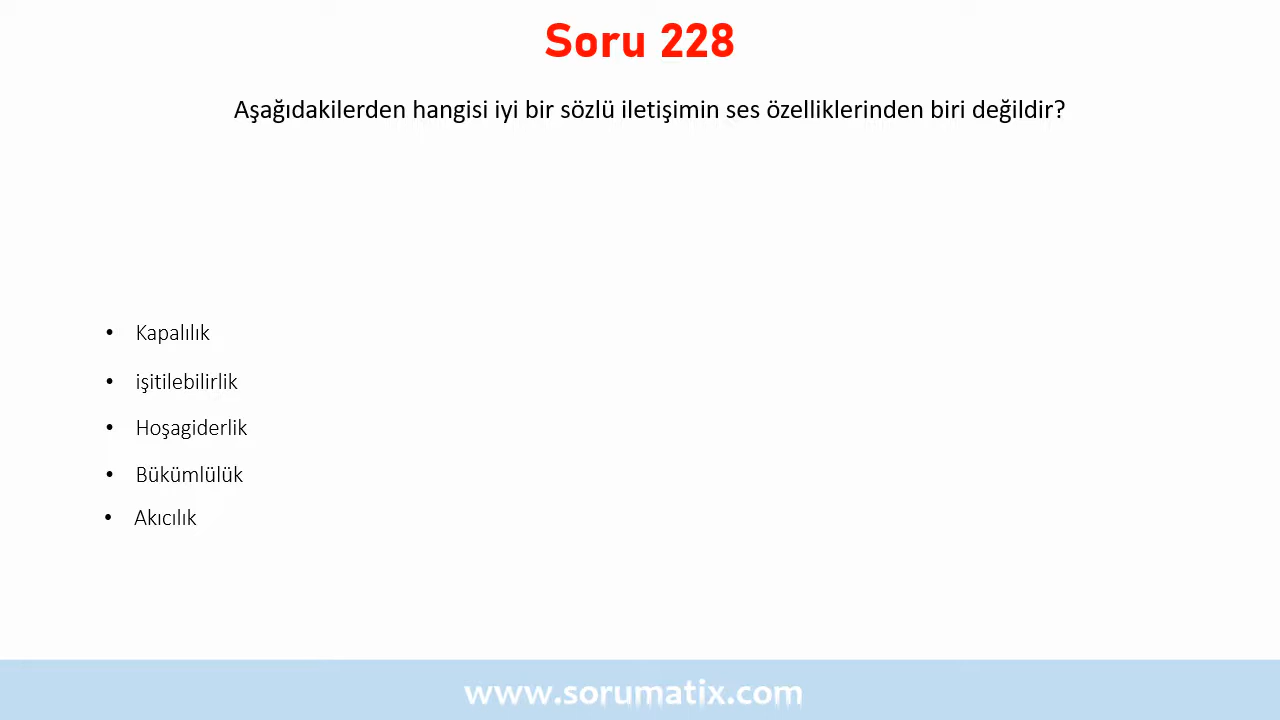 Soru 228
Aşağıdakilerden hangisi iyi bir sözlü iletişimin ses özelliklerinden biri değildir?
• Kapalılık
• işitilebilirlik
• Hoşagiderlik
• Bükümlülük
• Akıcılık
www.sorumatix.com